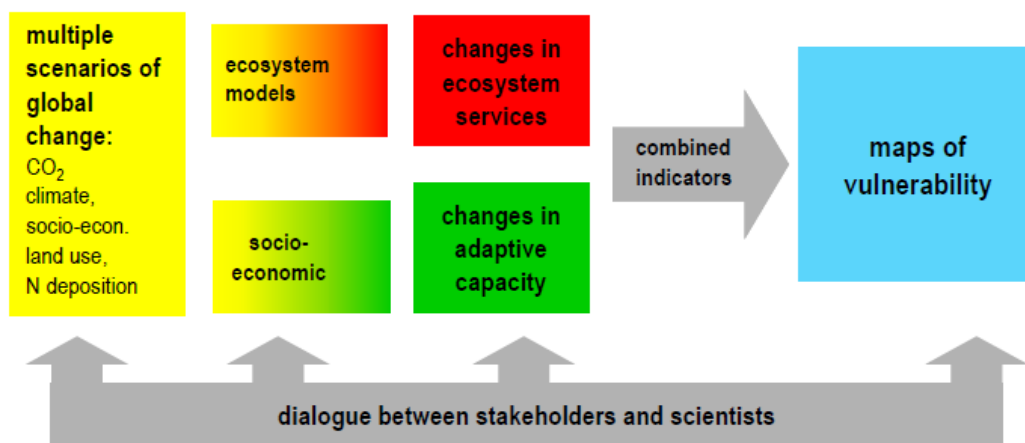 multiple
scenarios of
global
change:
CO₂
climate,
socio-econ.
land use,
N deposition
ecosystem
models
socio-
economic
changes in
ecosystem
services
changes in
adaptive
capacity
combined
indicators
maps of
vulnerability
dialogue between stakeholders and scientists